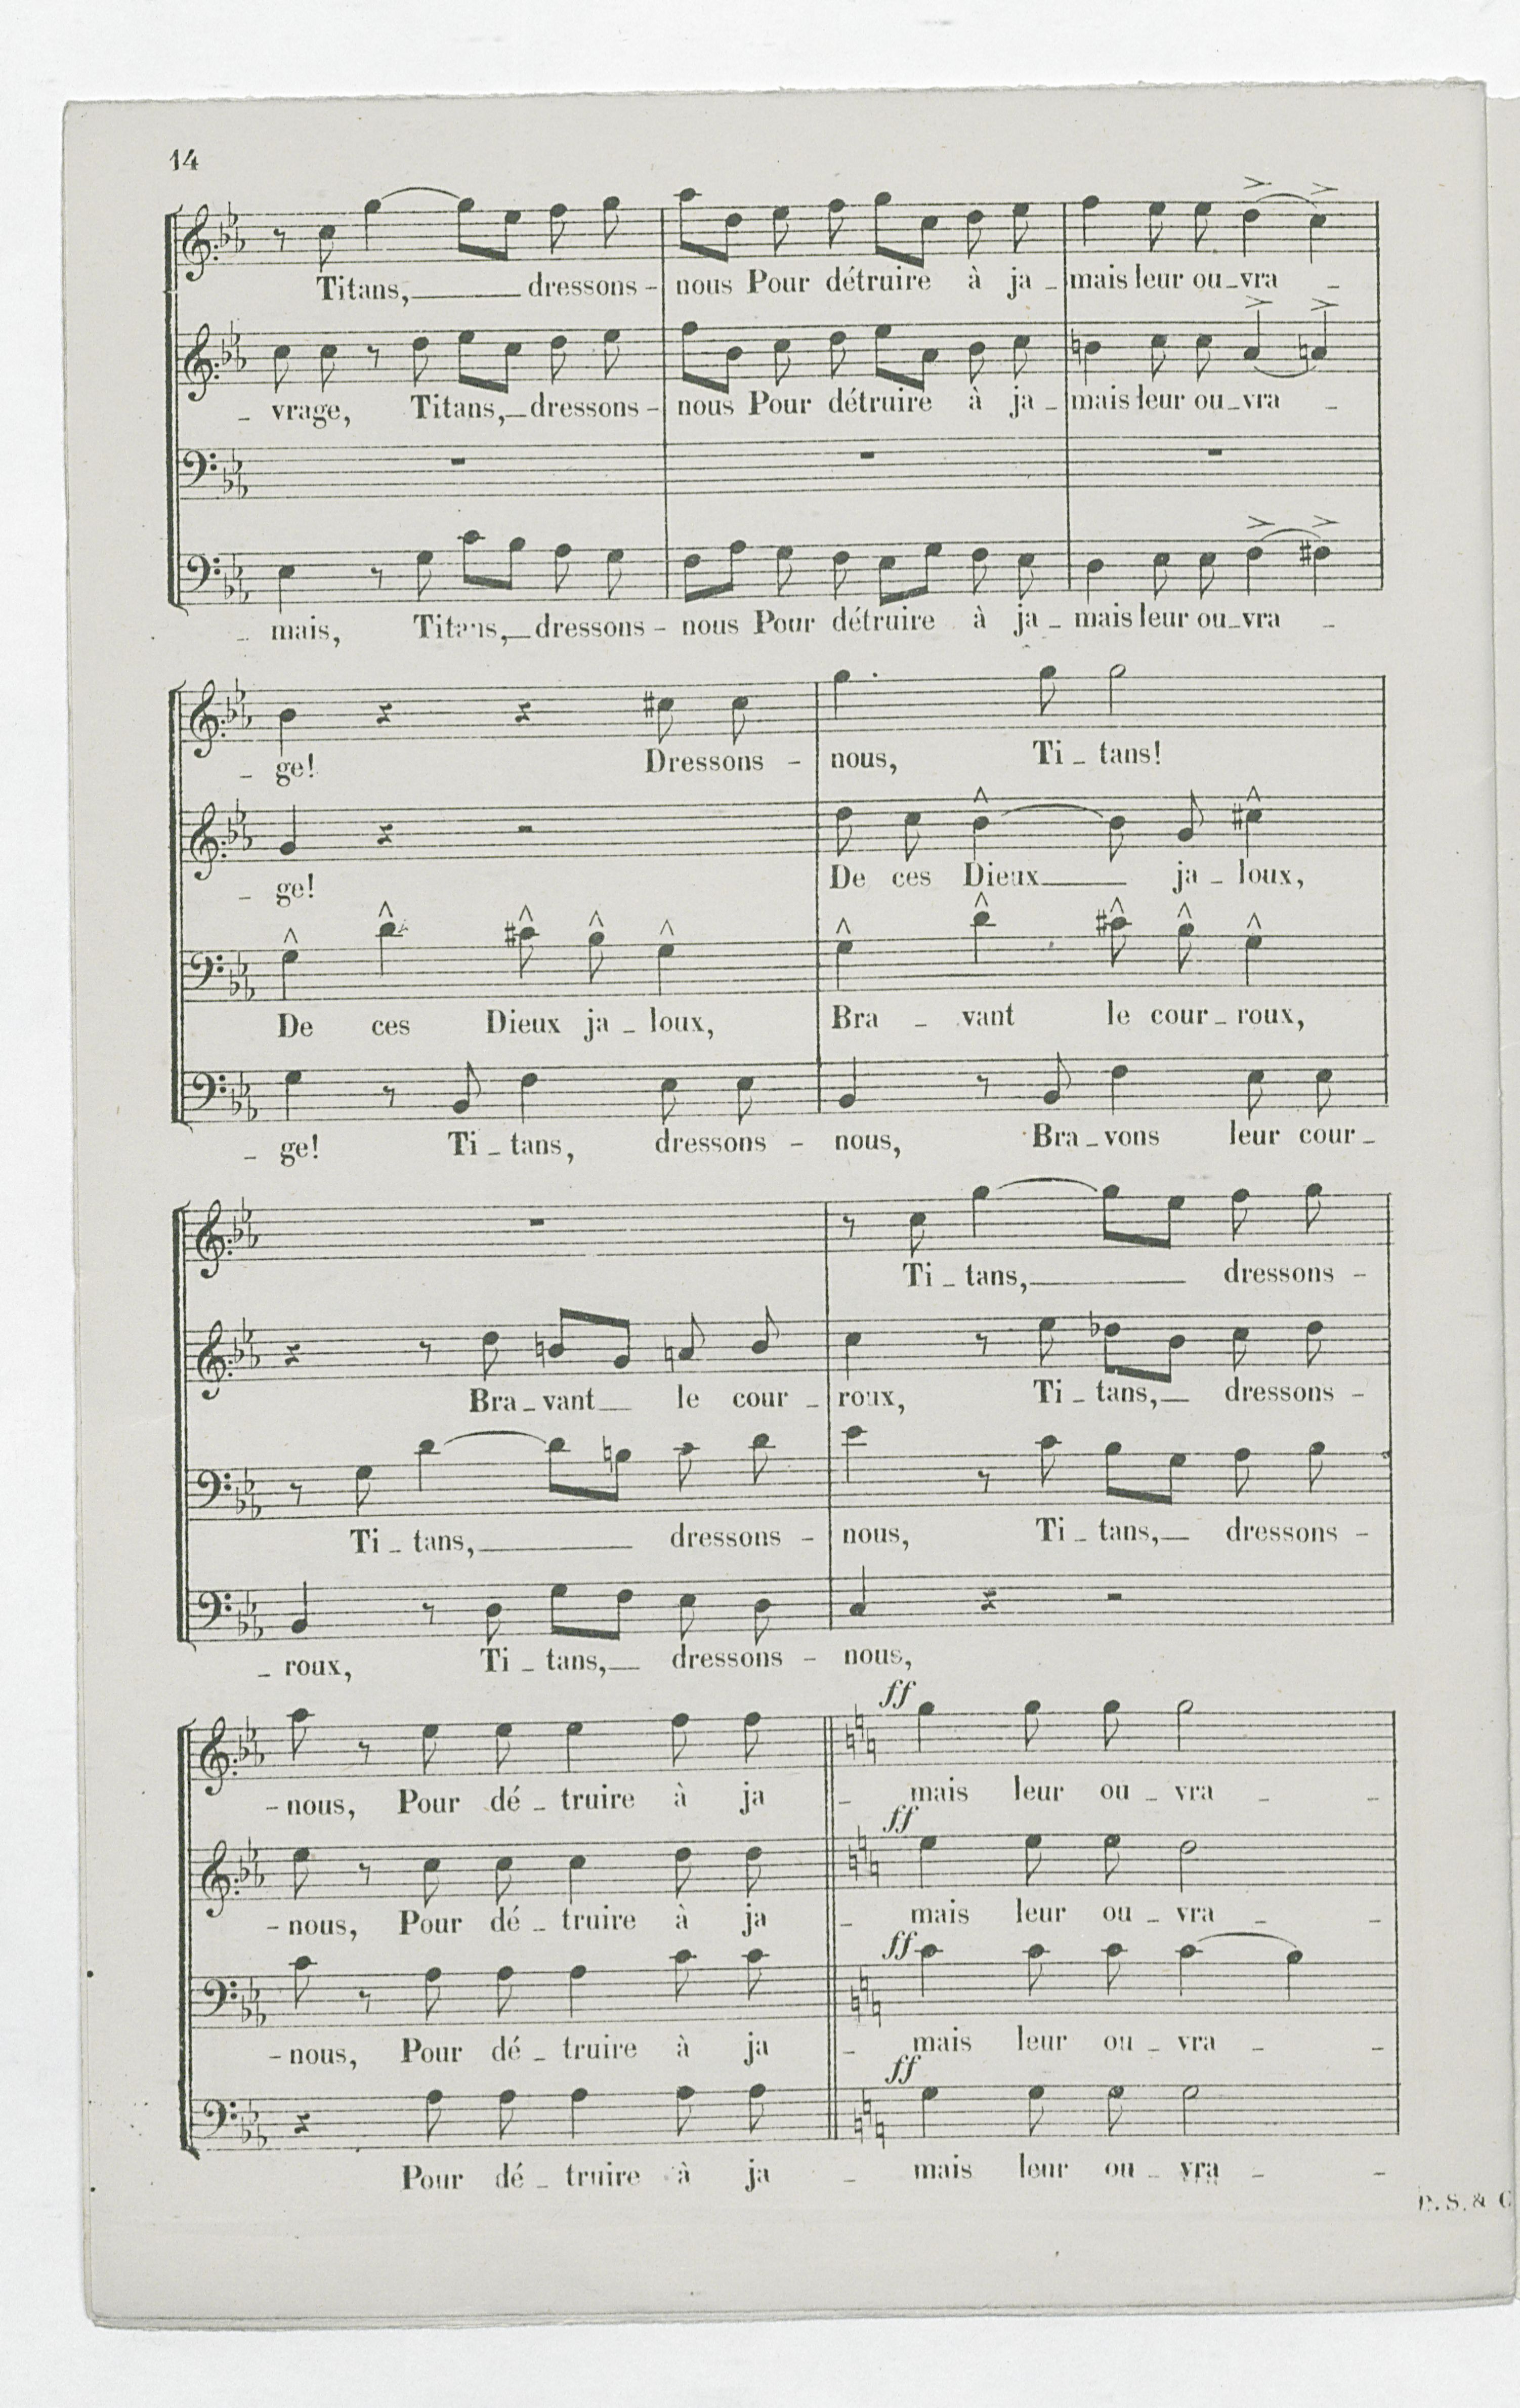 14
Titans,_ dressons - nous Pour détruire à ja _ mais leur ou _ vra _
_ vrage, Titans,_ dressons - nous Pour détruire à ja _ mais leur ou _ vra _
_ mais, Titans,_ dressons - nous Pour détruire à ja _ mais leur ou _ vra _
_ ge! Dressons - nous, Ti _ tans!
_ ge! De ces Dieux_ ja _ loux,
De ces Dieux ja _ loux, Bra _ vant le cour _ roux,
_ ge! Ti _ tans, dressons - nous, Bra _ vons leur cour _
Ti _ tans,_ dressons -
Bra _ vant_ le cour _ roux, Ti _ tans,_ dressons -
Ti _ tans,_ dressons - nous, Ti _ tans,_ dressons -
_ roux, Ti _ tans,_ dressons - nous,
ff
- nous, Pour dé _ truire à ja _ mais leur ou _ vra _ _
ff
- nous, Pour dé _ truire à ja _ mais leur ou _ vra _ _
ff
- nous, Pour dé _ truire à ja _ mais leur ou _ vra _ _
ff
Pour dé _ truire à ja _ mais leur ou _ vra _ _
D. S. & C